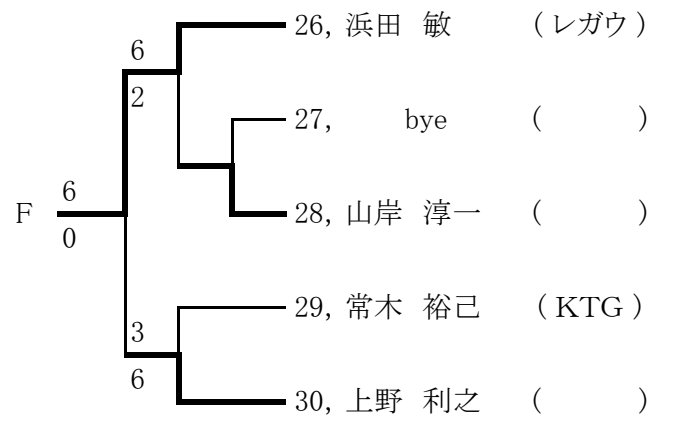 26, 浜田 敏 ( レガウ )
6
2
27, bye ( )
6
F
0
28, 山岸 淳一 ( )
29, 常木 裕己 ( KTG )
3
6
30, 上野 利之 ( )